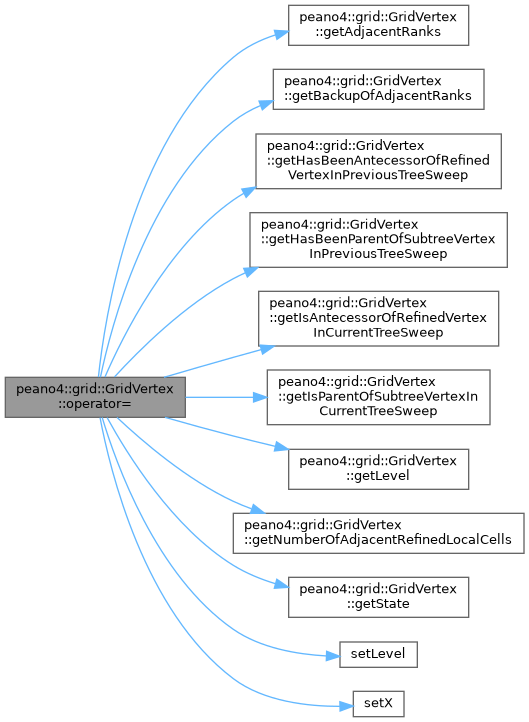 peano4::grid::GridVertex
::getAdjacentRanks
peano4::grid::GridVertex
::getBackupOfAdjacentRanks
peano4::grid::GridVertex
::getHasBeenAntecessorOfRefined
VertexInPreviousTreeSweep
peano4::grid::GridVertex
::getHasBeenParentOfSubtreeVertex
InPreviousTreeSweep
peano4::grid::GridVertex
::getIsAntecessorOfRefinedVertex
InCurrentTreeSweep
peano4::grid::GridVertex
::operator=
peano4::grid::GridVertex
::getIsParentOfSubtreeVertexIn
CurrentTreeSweep
peano4::grid::GridVertex
::getLevel
peano4::grid::GridVertex
::getNumberOfAdjacentRefinedLocalCells
peano4::grid::GridVertex
::getState
setLevel
setX